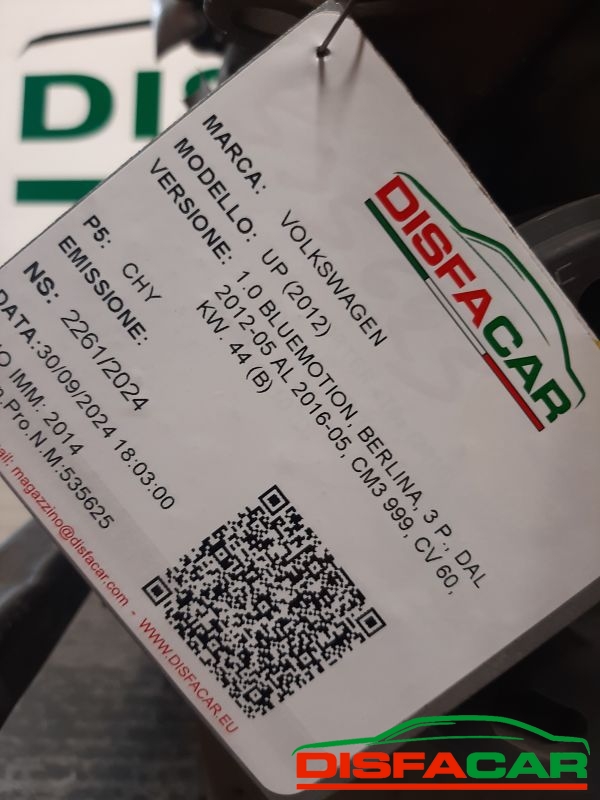 DIS
DISFACAR
MARCA: VOLKSWAGEN
MODELLO: UP (2012)
VERSIONE: 1.0 BLUEMOTION, BERLINA, 3 P., DAL
2012-05 AL 2016-05, CM3 999, CV 60,
KW. 44 (B)
P5: CHY
EMISSIONE:
NS: 2261/2024
DATA:30/09/2024 18:03:00
O IMM: 2014
.Pro.N.M:535625
ail: magazzino@disfacar.com - WWW.DISFACAR.EU
DISFACAR